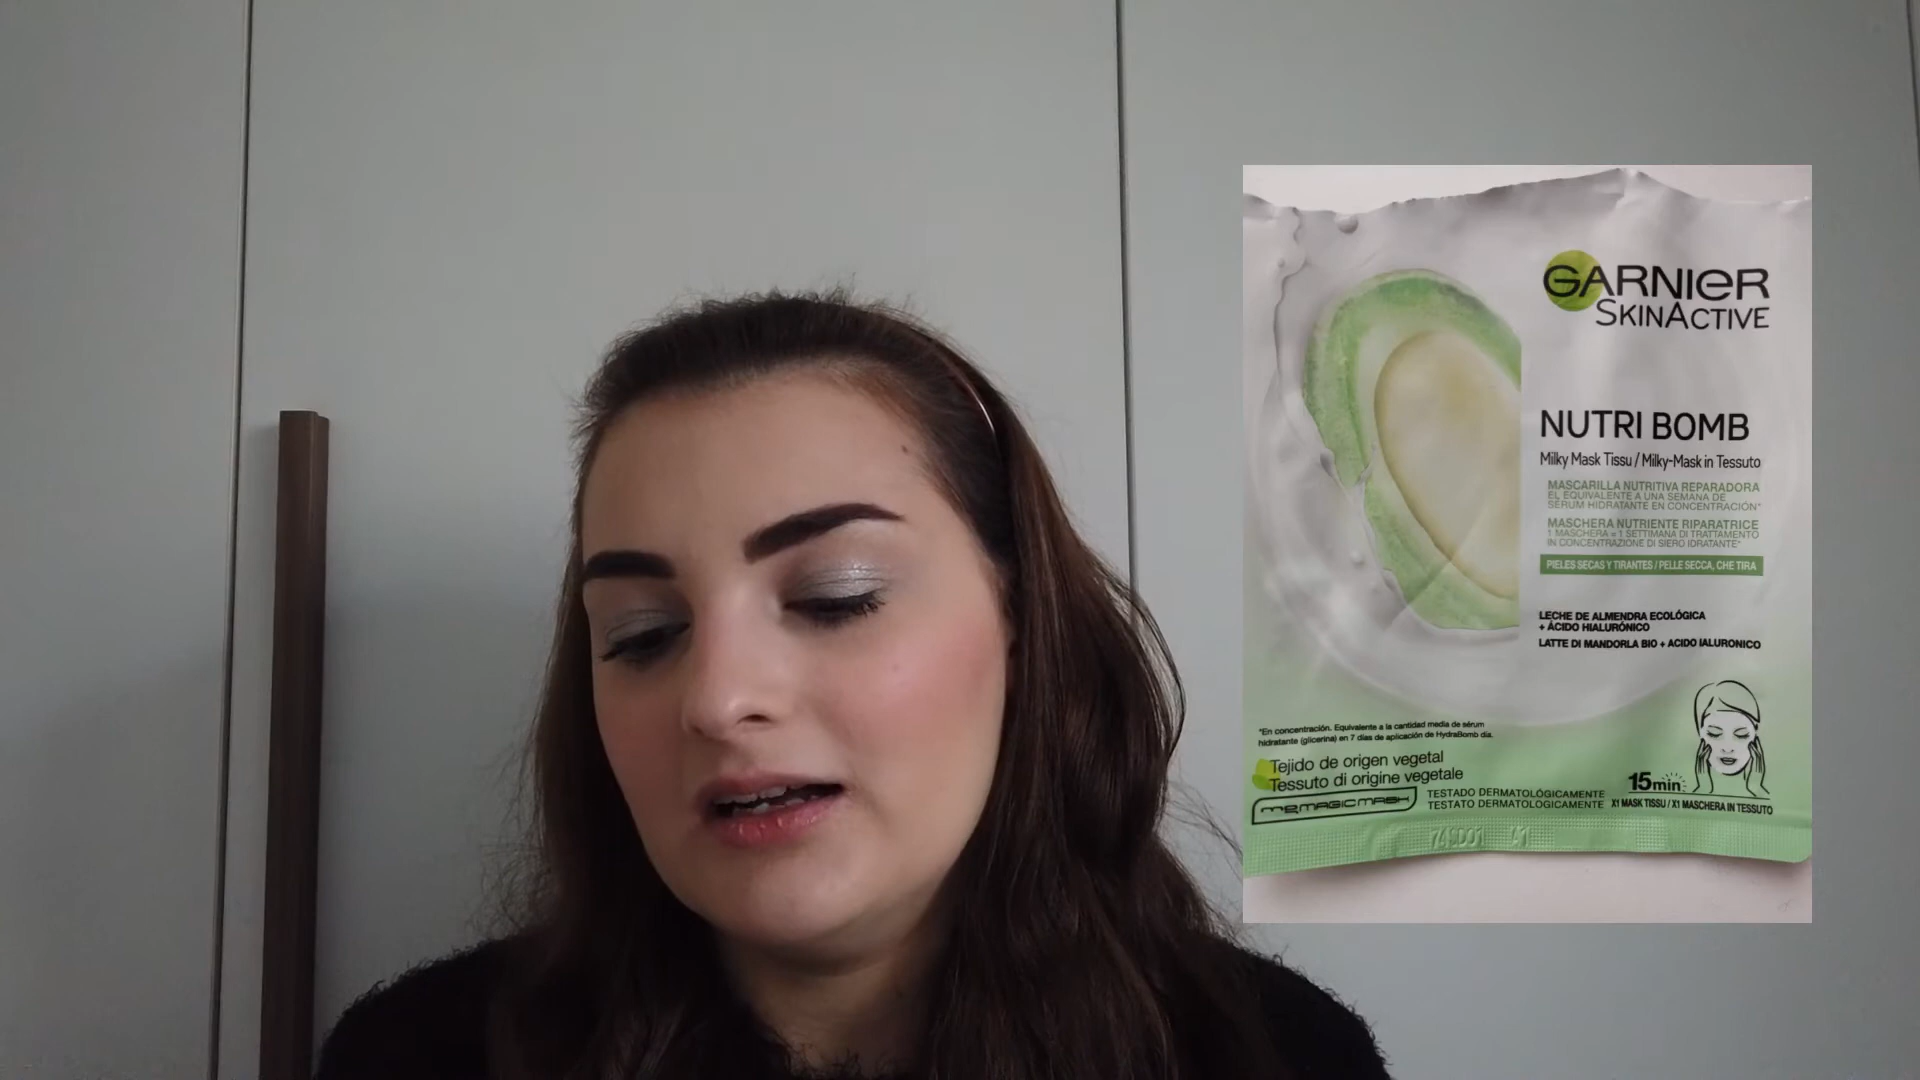 GARNIER
SKINACTIVE
NUTRI BOMB
Milky Mask Tissu / Milky-Mask in Tessuto
MASCARILLA NUTRITIVA REPARADORA
EL EQUIVALENTE A UNA SEMANA DE
SÉRUM HIDRATANTE EN CONCENTRACIÓN*
MASCHERA NUTRIENTE RIPARATRICE
1 MASCHERA = 1 SETTIMANA DI TRATTAMENTO
IN CONCENTRAZIONE DI SIERO IDRATANTE*
PIELES SECAS Y TIRANTES / PELLE SECCA, CHE TIRA
LECHE DE ALMENDRA ECOLÓGICA
+ ÁCIDO HIALURÓNICO
LATTE DI MANDORLA BIO + ACIDO IALURONICO
*En concentración. Equivalente a la cantidad media de sérum
hidratante (glicerina) en 7 días de aplicación de HydraBomb día.
Tejido de origen vegetal
Tessuto di origine vegetale
MAGIC MASK
TESTADO DERMATOLÓGICAMENTE
TESTATO DERMATOLOGICAMENTE
15min
X1 MASK TISSU / X1 MASCHERA IN TESSUTO